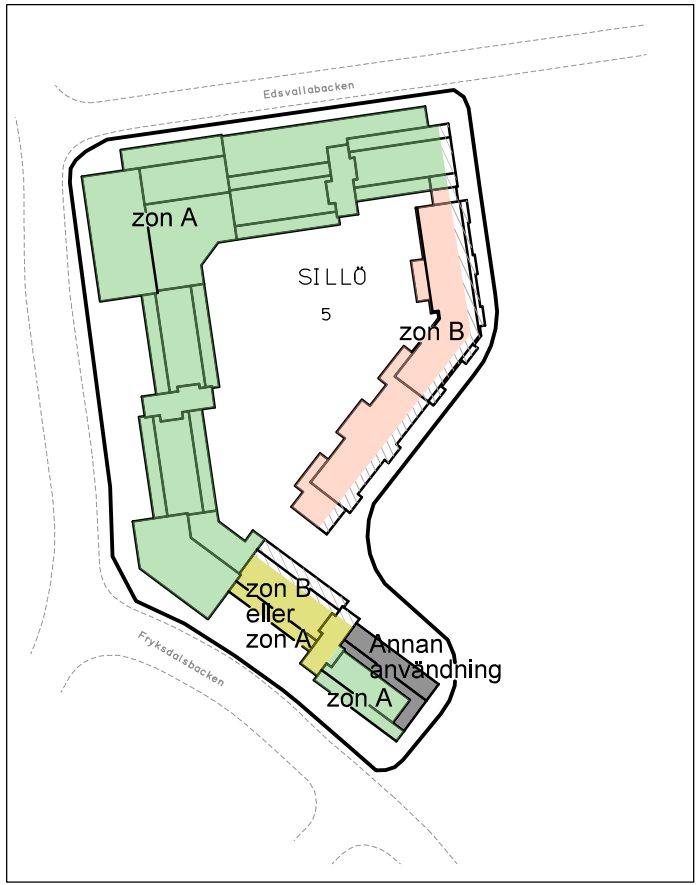 Edsvallabacken
zon A
SILLÖ
5
zon B
zon B
eller
zon A
Annan
användning
zon A
Fryksdalsbacken